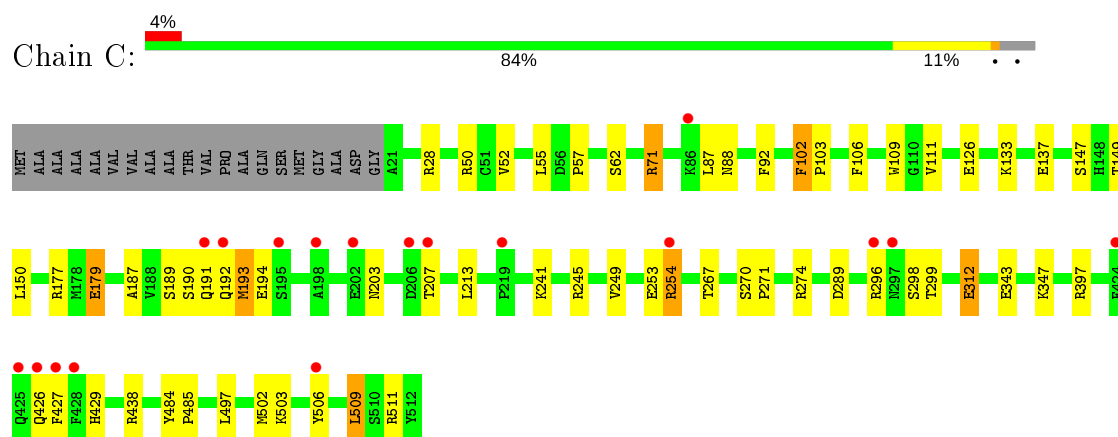 4%
Chain C:
84%
11%
•
•
MET ALA ALA ALA ALA VAL VAL ALA ALA THR VAL PRO ALA GLN SER MET GLY ALA ASP GLY A21 R28 R50 C51 V52 L55 D56 P57 S62 R71 K86 L87 N88 F92 F102 P103 F106 W109 G110 V111 E126 K133 E137 S147 H148 T149
L150 R177 M178 E179 A187 V188 S189 S190 Q191 Q192 M193 E194 S195 A198 E202 N203 D206 T207 L213 P219 K241 R245 V249 E253 R254 T267 S270 P271 R274 D289 R296 N297 S298 T299 E312 E343 K347 R397
Q425 Q426 F427 F428 H429 R438 Y484 P485 L497 M502 K503 Y506 L509 S510 R511 Y512